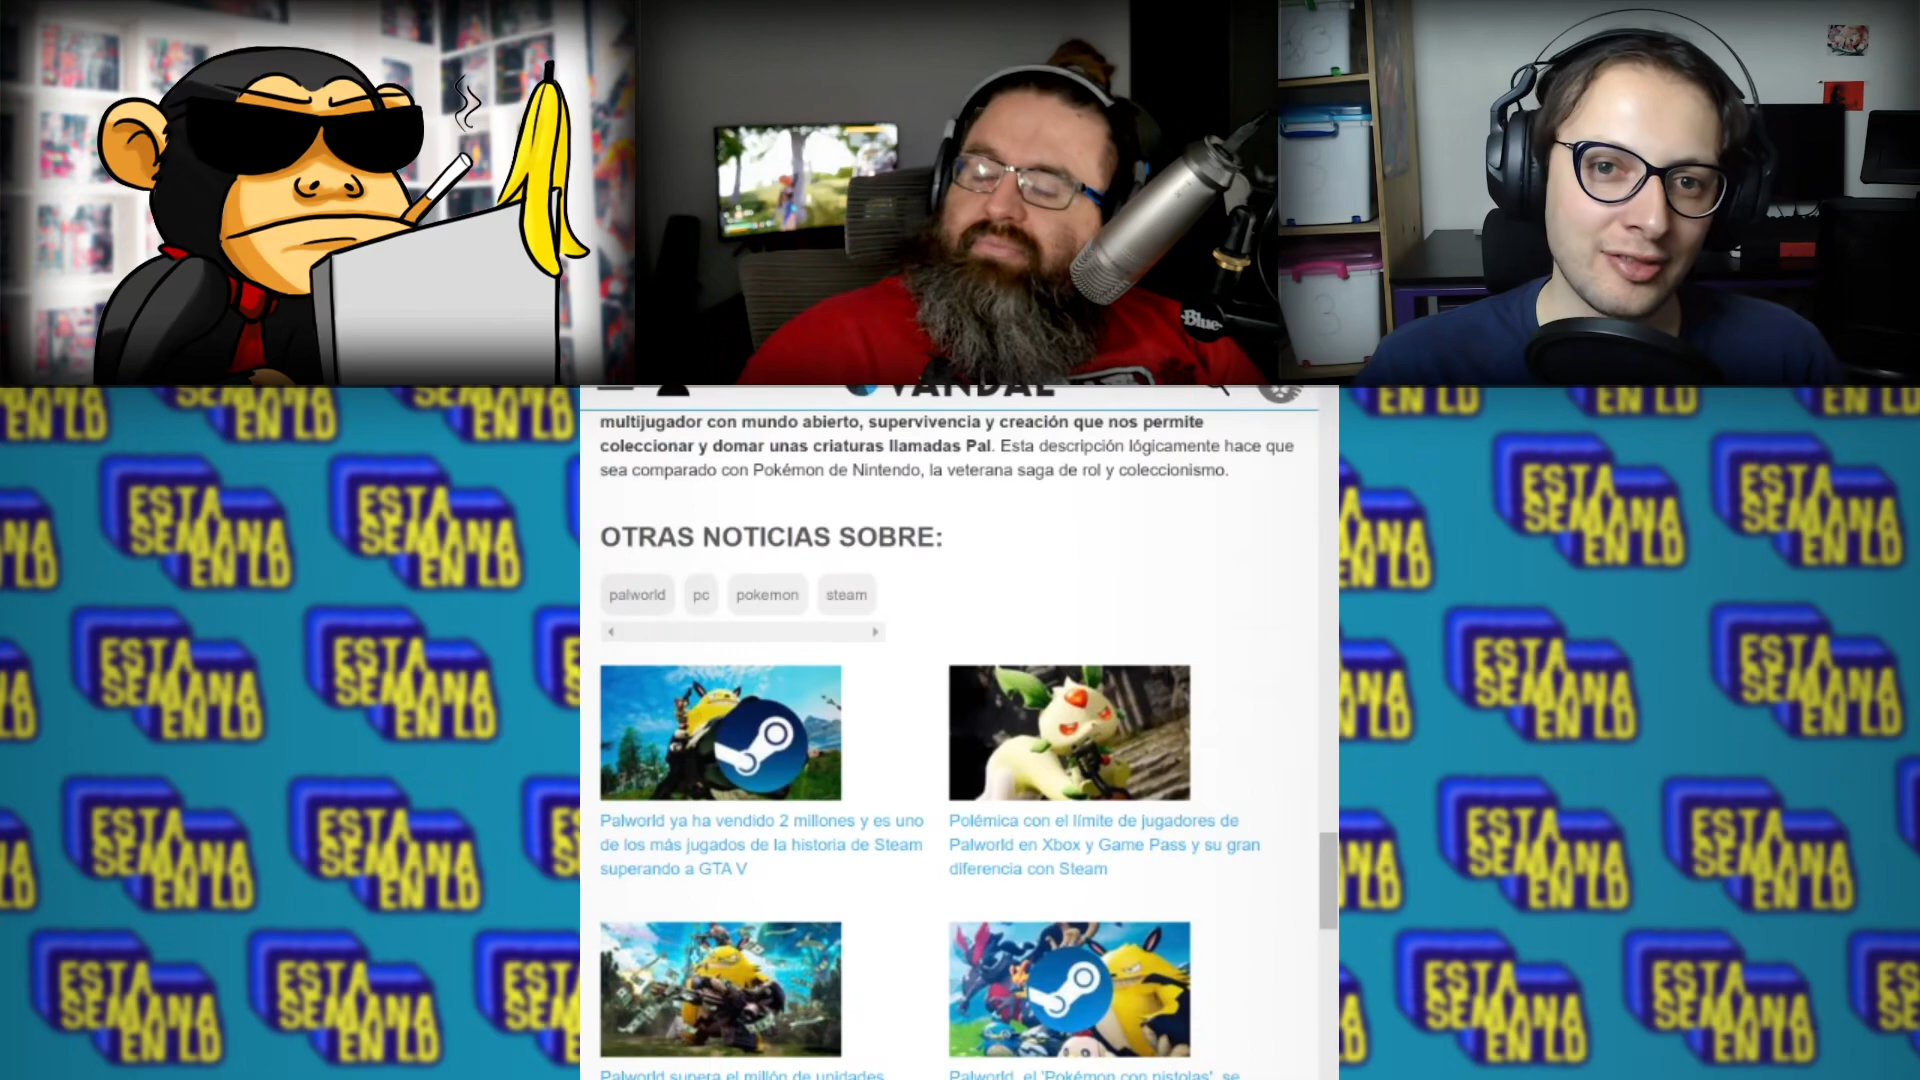 Blue
VANDAL
multijugador con mundo abierto, supervivencia y creación que nos permite
coleccionar y domar unas criaturas llamadas Pal. Esta descripción lógicamente hace que
sea comparado con Pokémon de Nintendo, la veterana saga de rol y coleccionismo.
OTRAS NOTICIAS SOBRE:
palworld pc pokemon steam
Palworld ya ha vendido 2 millones y es uno
de los más jugados de la historia de Steam
superando a GTA V
Polémica con el límite de jugadores de
Palworld en Xbox y Game Pass y su gran
diferencia con Steam
Palworld supera el millón de unidades
Palworld, el 'Pokémon con pistolas', se
ESTA
SEMANA
EN LD